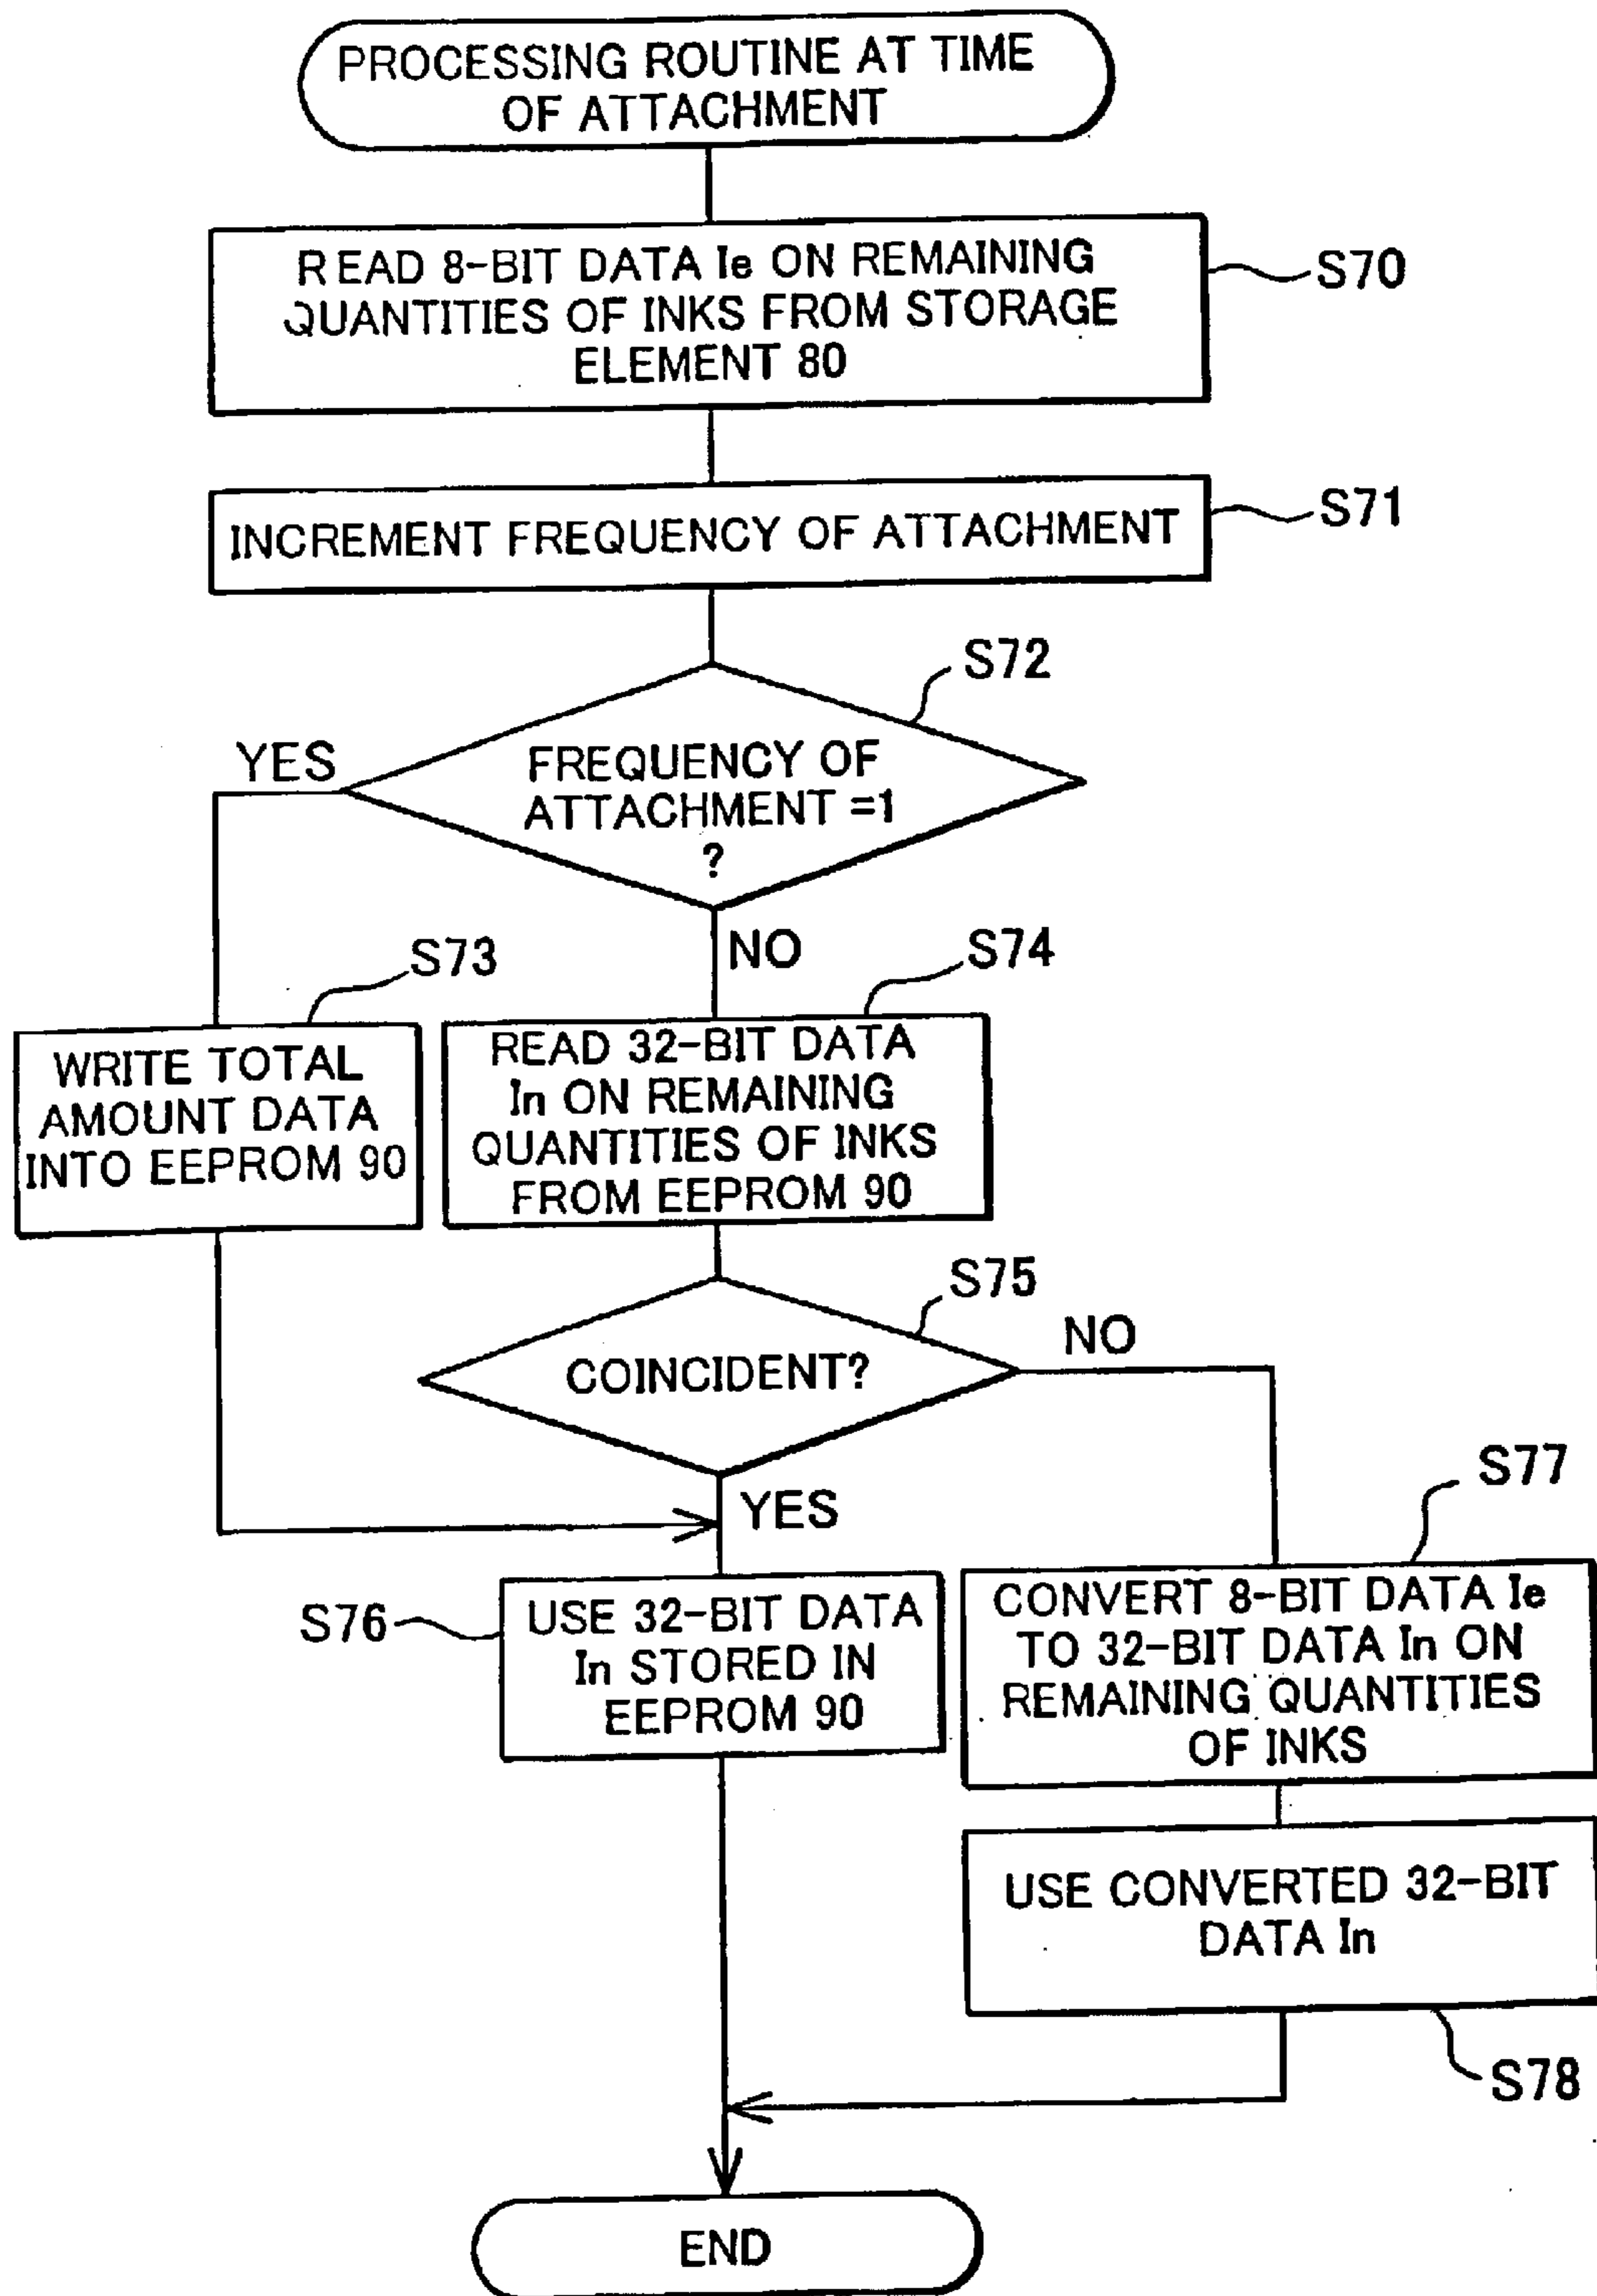 PROCESSING ROUTINE AT TIME
OF ATTACHMENT
READ 8-BIT DATA Ie ON REMAINING
QUANTITIES OF INKS FROM STORAGE
ELEMENT 80
S70
INCREMENT FREQUENCY OF ATTACHMENT
S71
S72
FREQUENCY OF
ATTACHMENT =1
?
YES
NO
S73
WRITE TOTAL
AMOUNT DATA
INTO EEPROM 90
S74
READ 32-BIT DATA
In ON REMAINING
QUANTITIES OF INKS
FROM EEPROM 90
S75
COINCIDENT?
NO
YES
S76
USE 32-BIT DATA
In STORED IN
EEPROM 90
S77
CONVERT 8-BIT DATA Ie
TO 32-BIT DATA In ON
REMAINING QUANTITIES
OF INKS
USE CONVERTED 32-BIT
DATA In
S78
END